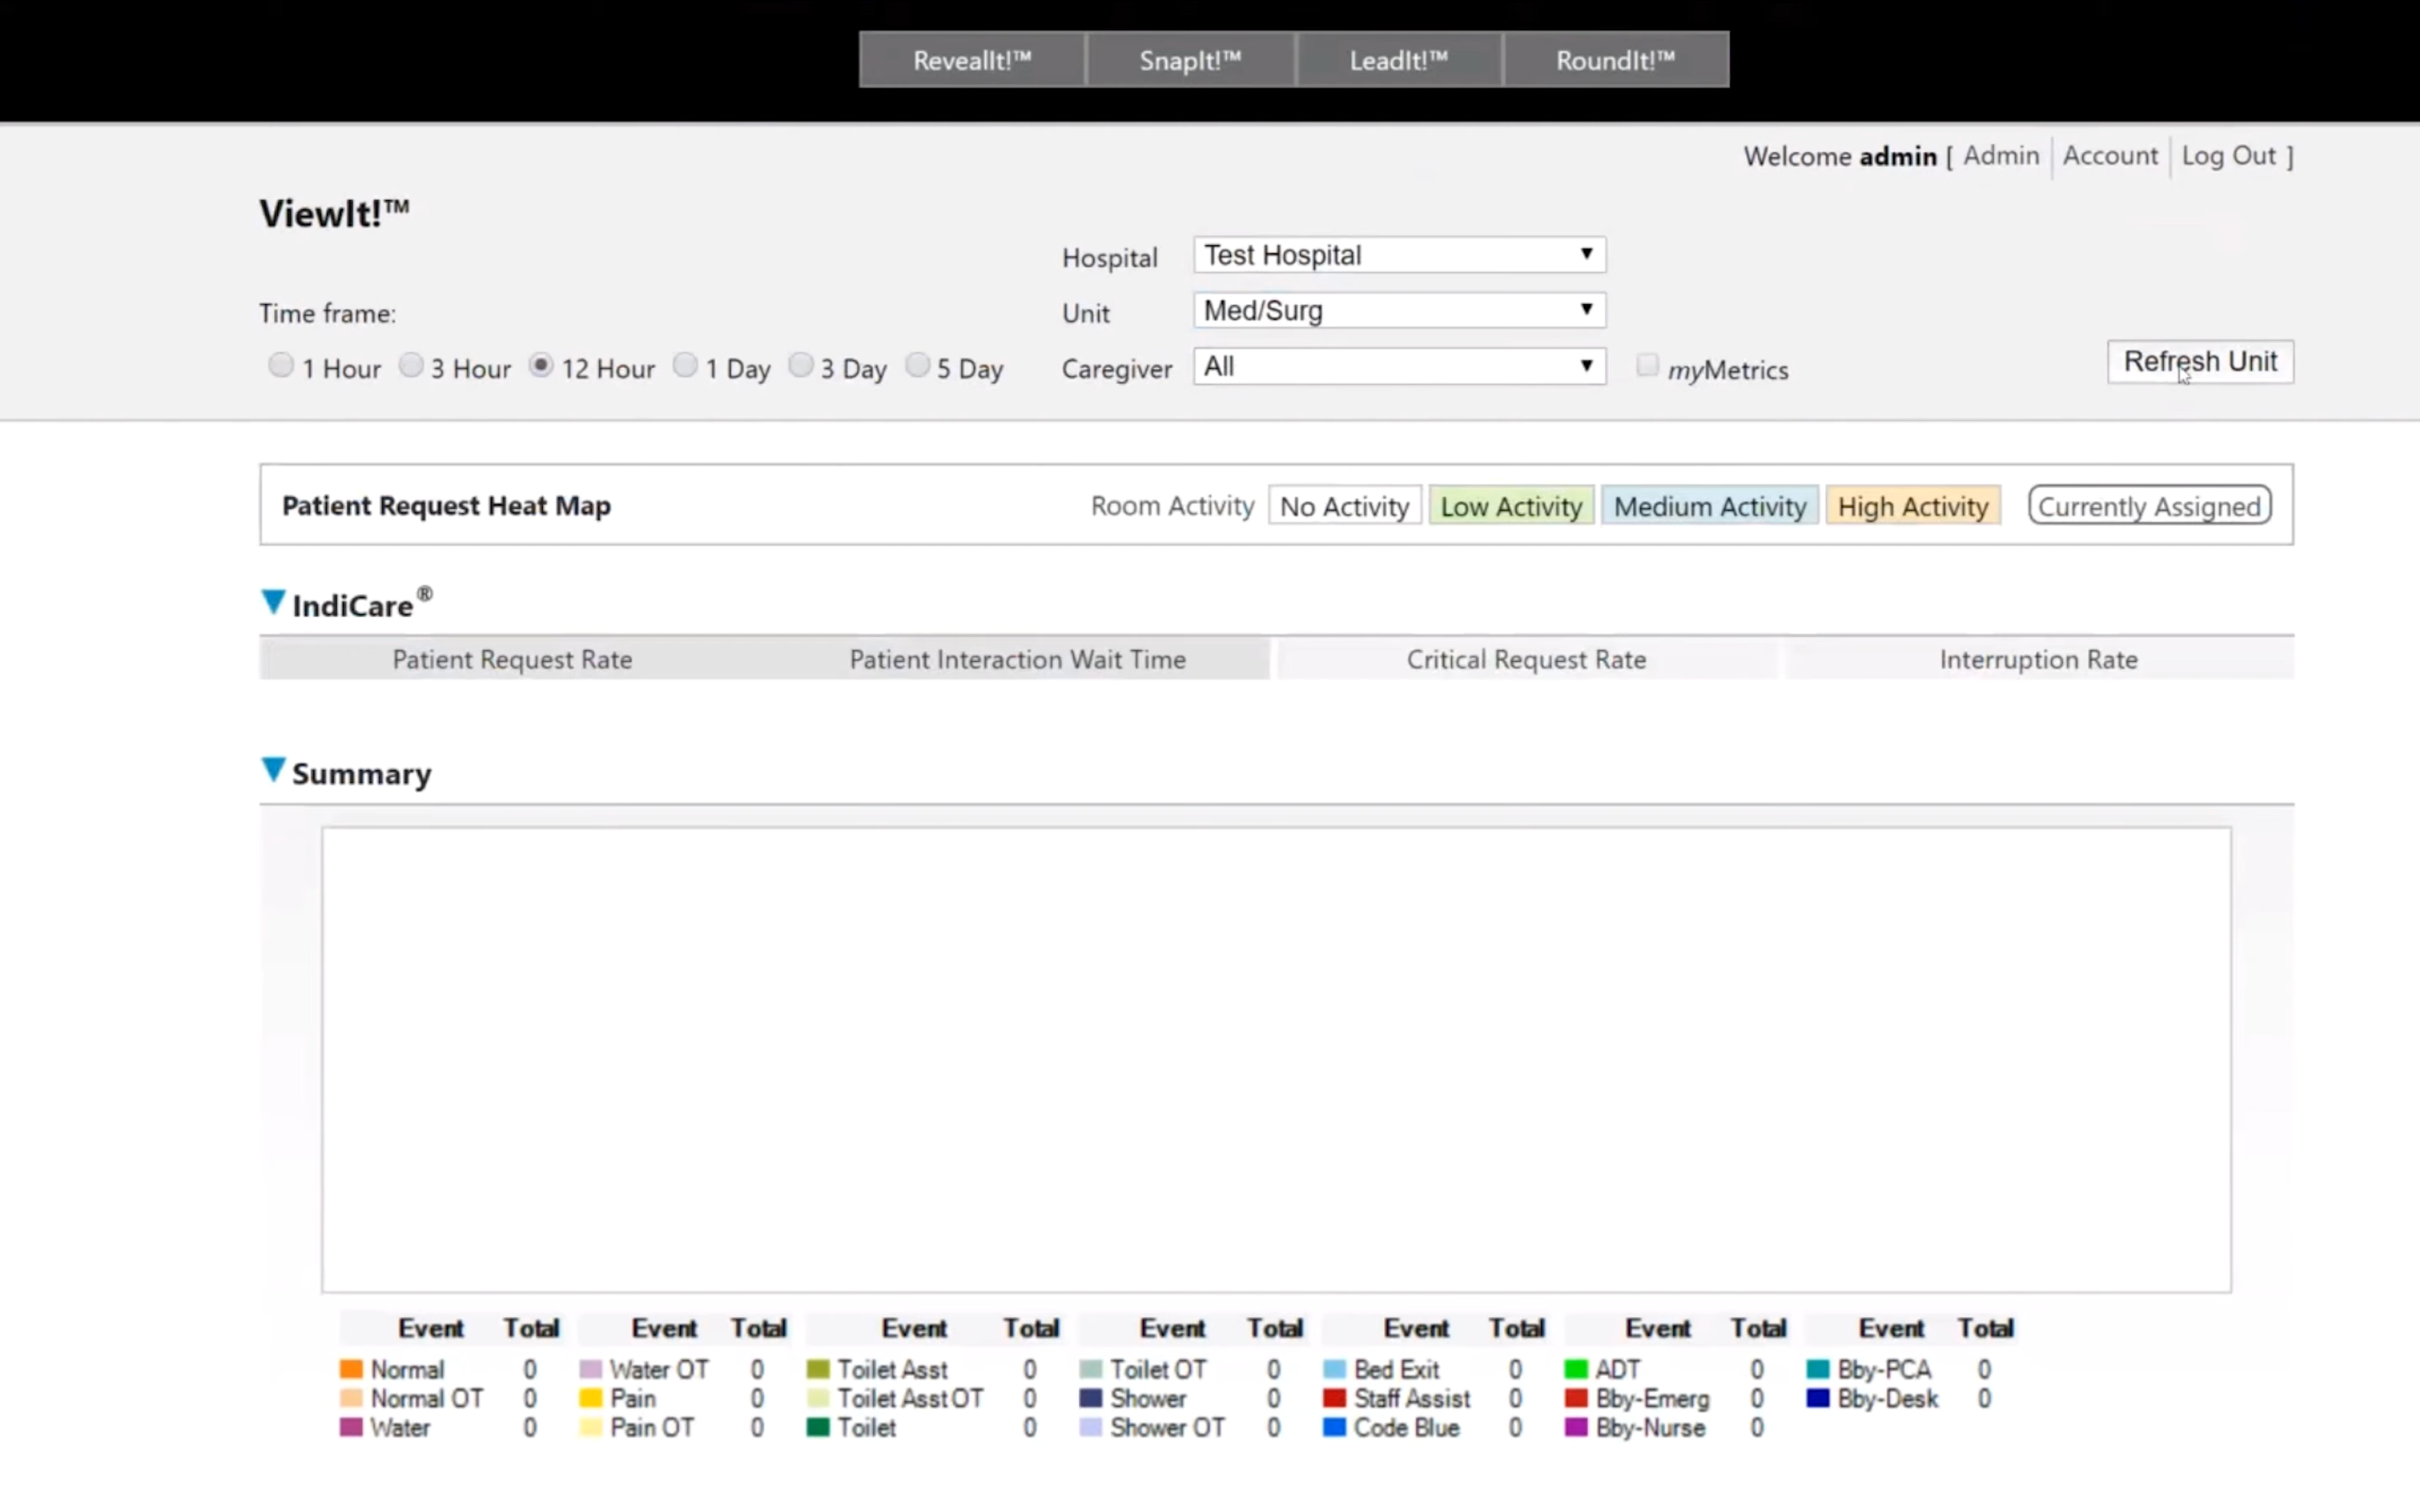 RevealIt!™ SnapIt!™ LeadIt!™ RoundIt!™
Welcome admin [ Admin Account Log Out ]
ViewIt!™
Hospital Test Hospital
Time frame: Unit Med/Surg
1 Hour 3 Hour 12 Hour 1 Day 3 Day 5 Day Caregiver All myMetrics Refresh Unit
Patient Request Heat Map Room Activity No Activity Low Activity Medium Activity High Activity Currently Assigned
IndiCare®
Patient Request Rate Patient Interaction Wait Time Critical Request Rate Interruption Rate
Summary
Event Total Event Total Event Total Event Total Event Total Event Total Event Total
Normal 0 Water OT 0 Toilet Asst 0 Toilet OT 0 Bed Exit 0 ADT 0 Bby-PCA 0
Normal OT 0 Pain 0 Toilet Asst OT 0 Shower 0 Staff Assist 0 Bby-Emerg 0 Bby-Desk 0
Water 0 Pain OT 0 Toilet 0 Shower OT 0 Code Blue 0 Bby-Nurse 0